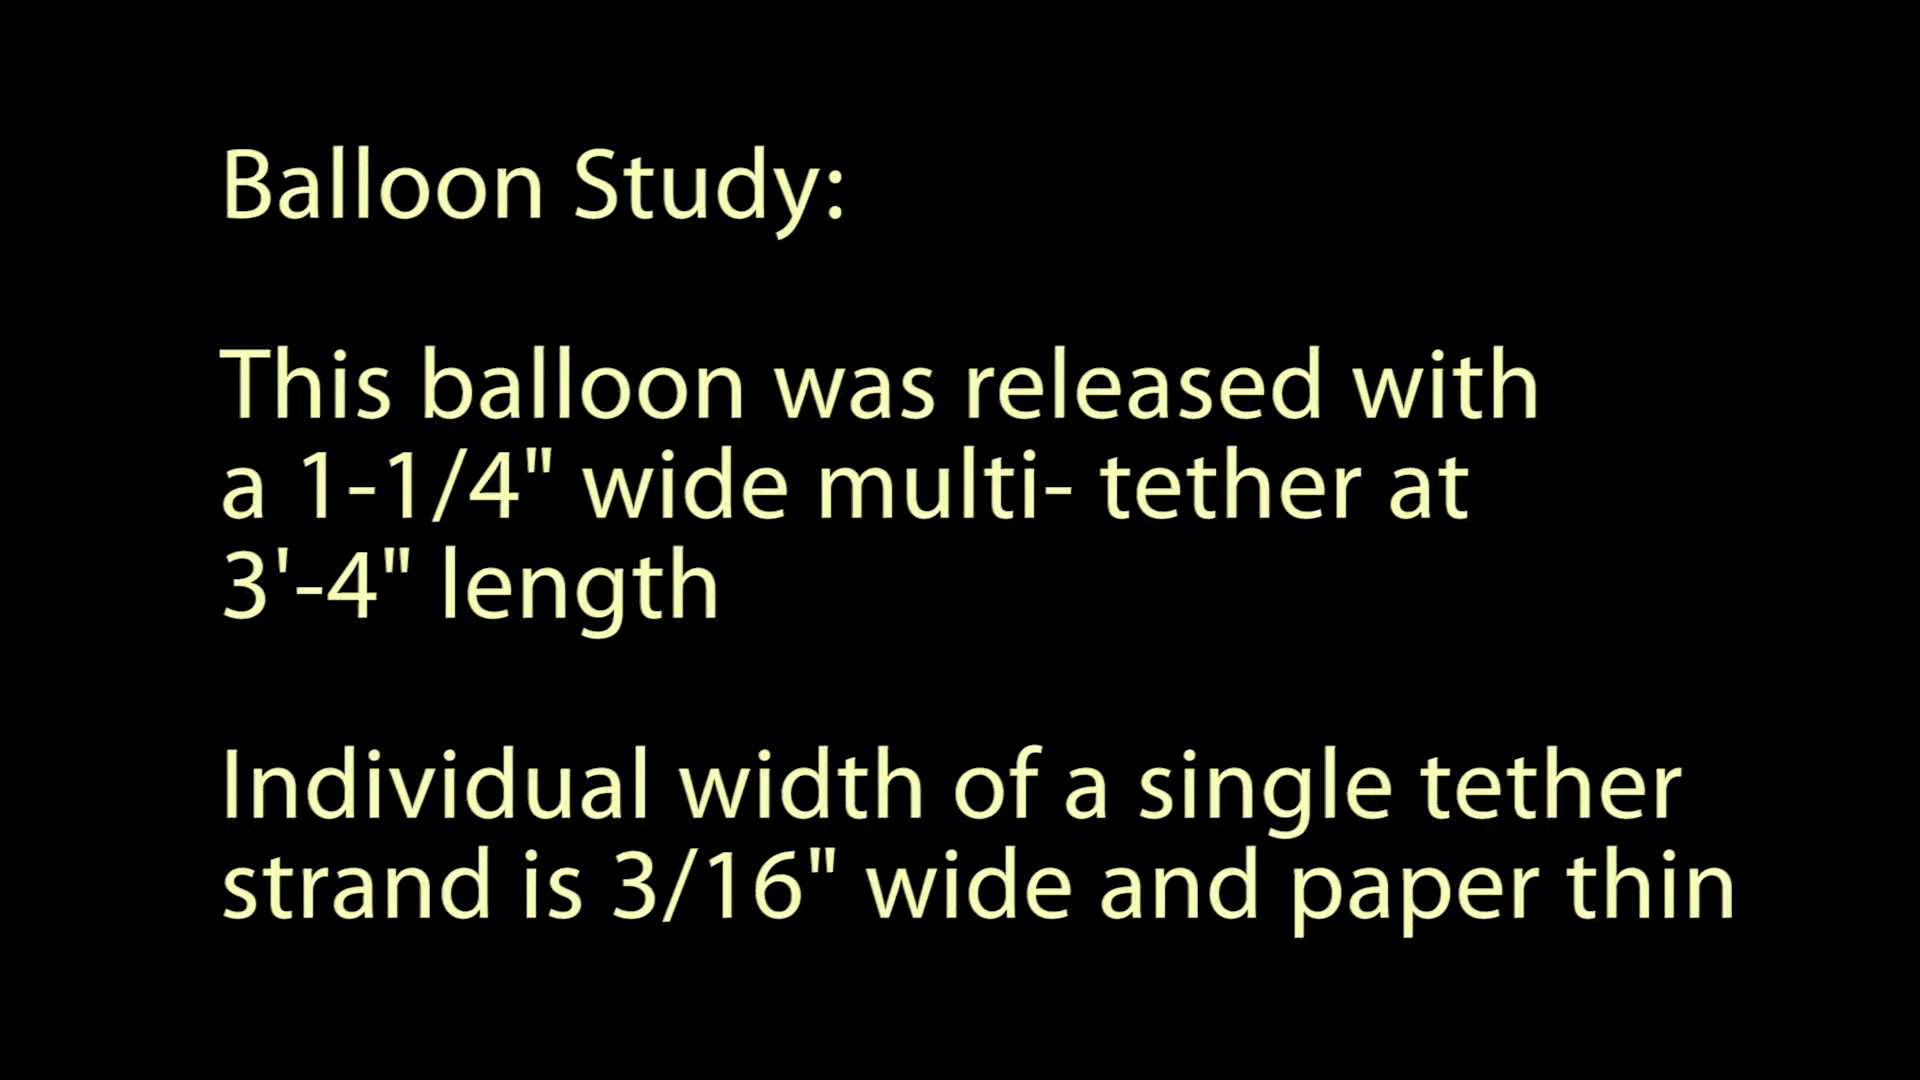 Balloon Study:
This balloon was released with
a 1-1/4" wide multi- tether at
3'-4" length
Individual width of a single tether
strand is 3/16" wide and paper thin